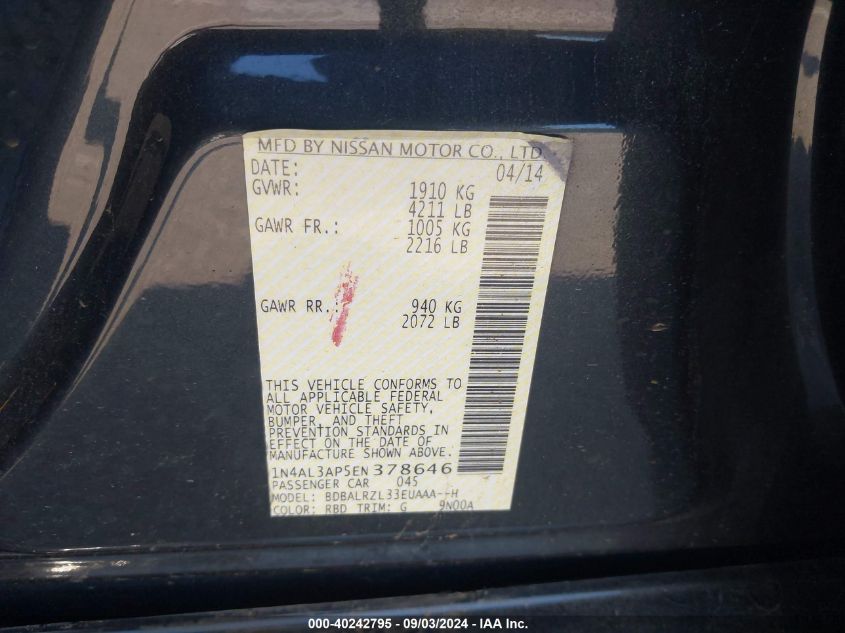 MFD BY NISSAN MOTOR CO., LTD
DATE: 04/14
GVWR: 1910 KG
4211 LB
GAWR FR.: 1005 KG
2216 LB
GAWR RR.: 940 KG
2072 LB
THIS VEHICLE CONFORMS TO
ALL APPLICABLE FEDERAL
MOTOR VEHICLE SAFETY,
BUMPER, AND THEFT
PREVENTION STANDARDS IN
EFFECT ON THE DATE OF
MANUFACTURE SHOWN ABOVE.
1N4AL3AP5EN378646
PASSENGER CAR 045
MODEL: BDBALRZL33EUAAA--H
COLOR: RBD TRIM: G 9N00A
000-40242795 - 09/03/2024 - IAA Inc.